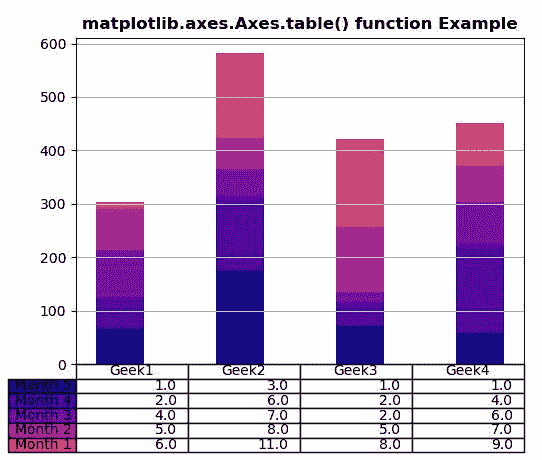 matplotlib.axes.Axes.table() function Example
600
500
400
300
200
100
0
Geek1 Geek2 Geek3 Geek4
Month 5 1.0 3.0 1.0 1.0
Month 4 2.0 6.0 2.0 4.0
Month 3 4.0 7.0 2.0 6.0
Month 2 5.0 8.0 5.0 7.0
Month 1 6.0 11.0 8.0 9.0